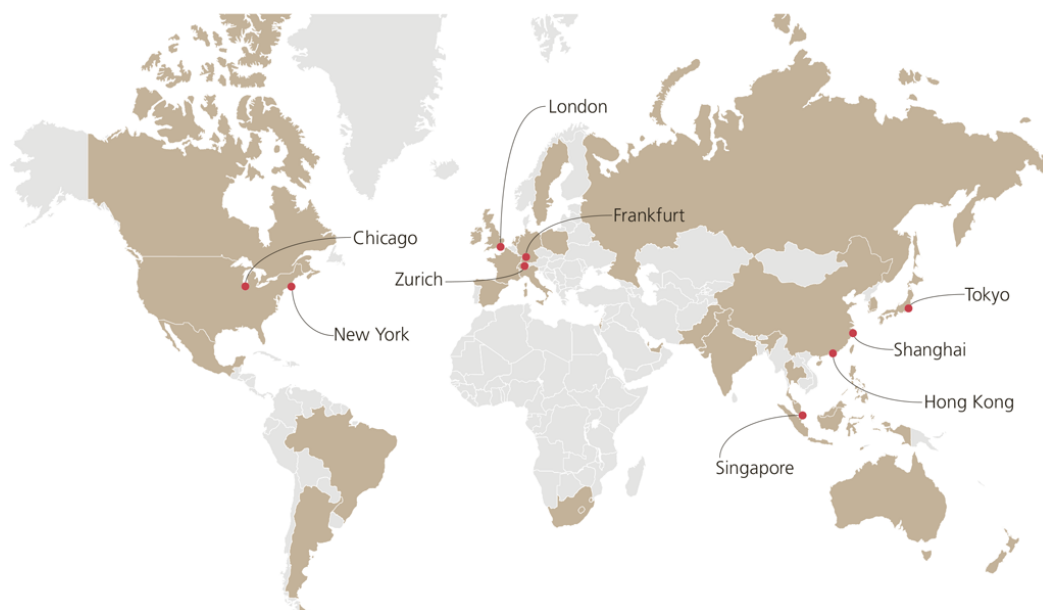 London
Frankfurt
Chicago
Zurich
Tokyo
New York
Shanghai
Hong Kong
Singapore